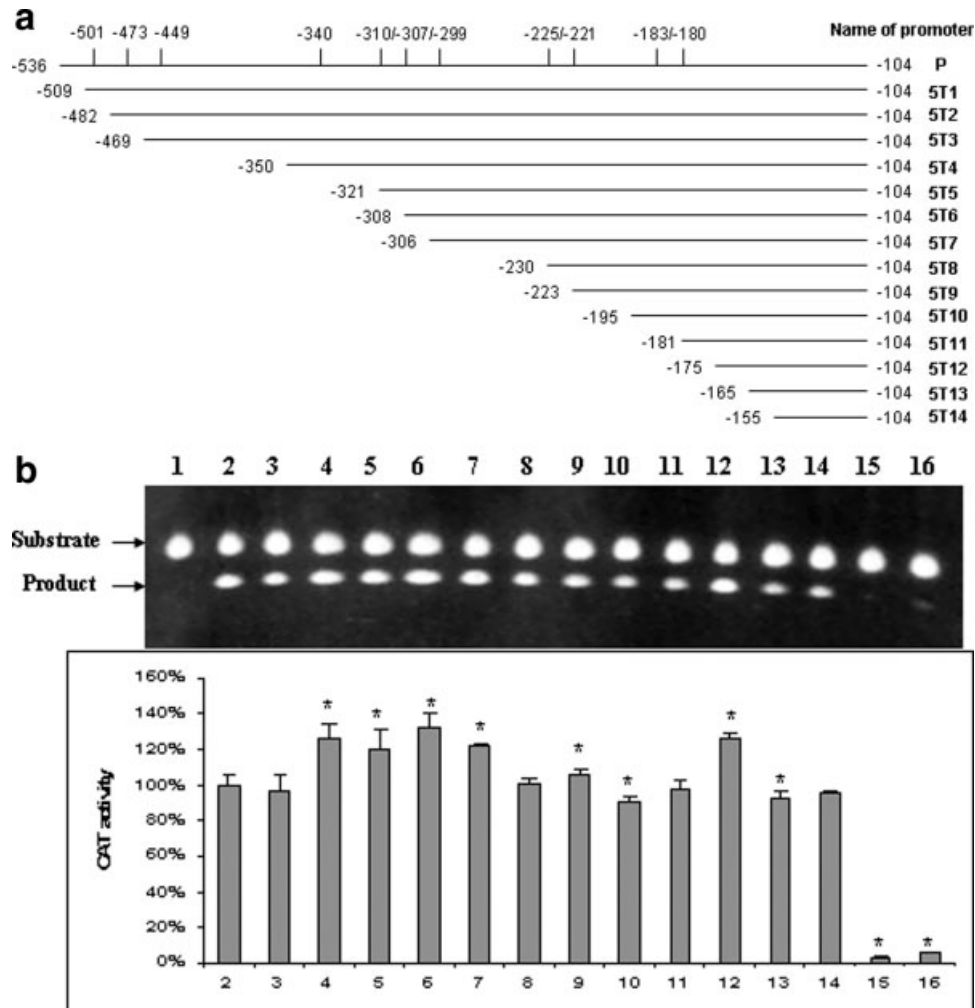 a
-501 -473 -449 -340 -310/-307/-299 -225/-221 -183/-180 Name of promoter
-536 -104 P
-509 -104 5T1
-482 -104 5T2
-469 -104 5T3
-350 -104 5T4
-321 -104 5T5
-308 -104 5T6
-306 -104 5T7
-230 -104 5T8
-223 -104 5T9
-195 -104 5T10
-181 -104 5T11
-175 -104 5T12
-165 -104 5T13
-155 -104 5T14
b
1 2 3 4 5 6 7 8 9 10 11 12 13 14 15 16
Substrate
Product
CAT activity
160%
140%
120%
100%
80%
60%
40%
20%
0%
* * * * * * * * * *
2 3 4 5 6 7 8 9 10 11 12 13 14 15 16